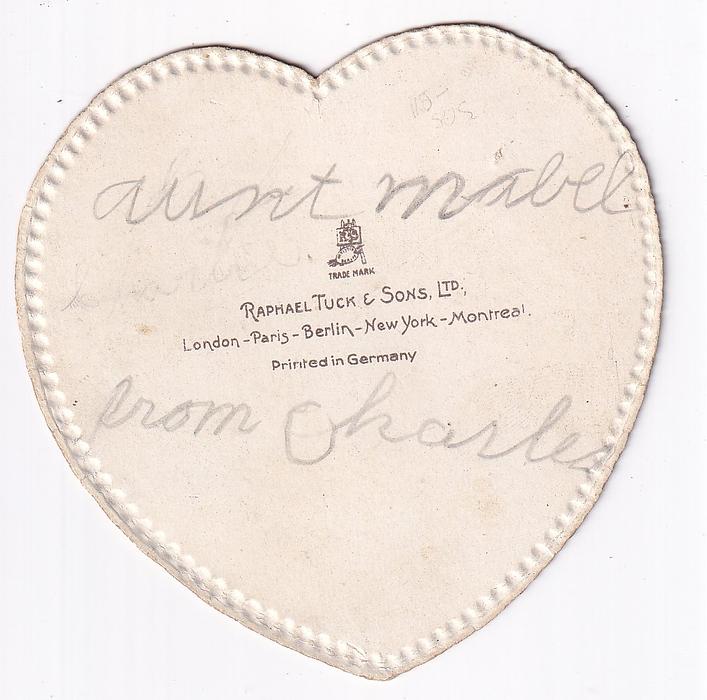 aunt mabel
TRADE MARK
RAPHAEL TUCK & SONS, LTD.,
London - Paris - Berlin - New York - Montreal.
Printed in Germany
from Charles